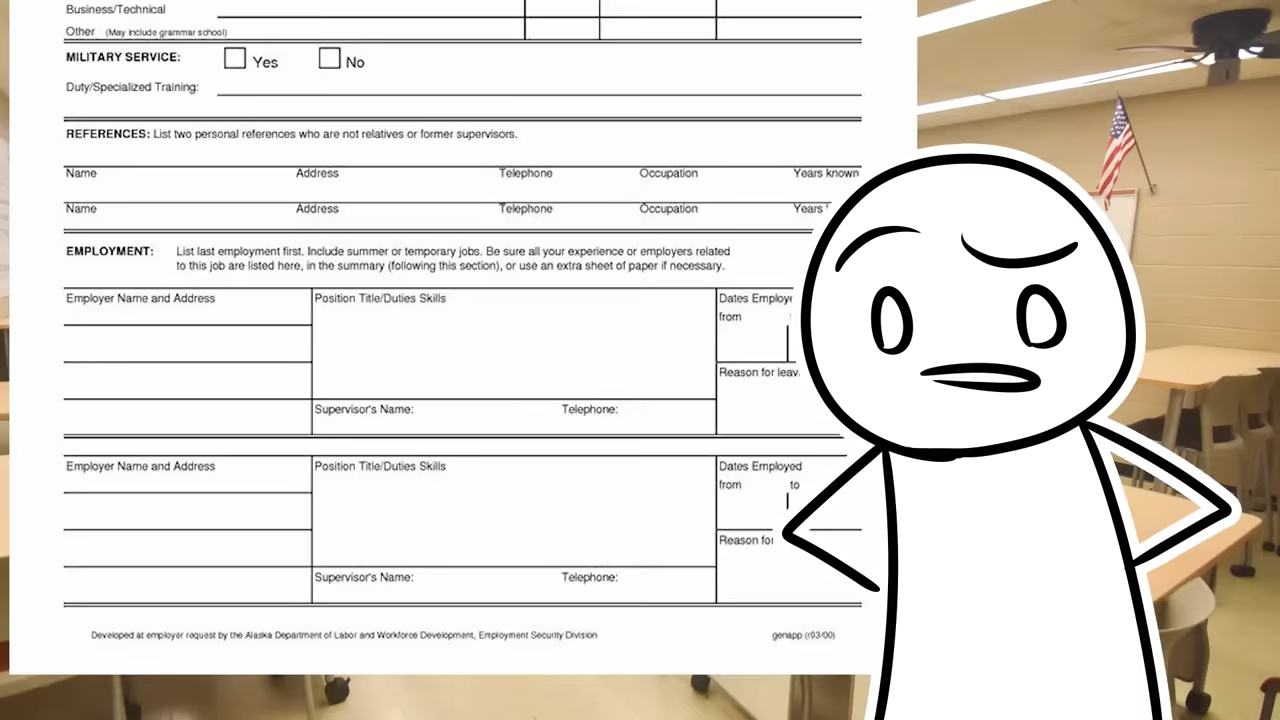 Business/Technical
Other (May include grammar school)
MILITARY SERVICE: Yes No
Duty/Specialized Training:
REFERENCES: List two personal references who are not relatives or former supervisors.
Name Address Telephone Occupation Years known
Name Address Telephone Occupation Years
EMPLOYMENT: List last employment first. Include summer or temporary jobs. Be sure all your experience or employers related
to this job are listed here, in the summary (following this section), or use an extra sheet of paper if necessary.
Employer Name and Address Position Title/Duties Skills Dates Employ
from
Reason for leav
Supervisor's Name: Telephone:
Employer Name and Address Position Title/Duties Skills Dates Employed
from to
Reason for
Supervisor's Name: Telephone:
Developed at employer request by the Alaska Department of Labor and Workforce Development, Employment Security Division genapp (r03/00)